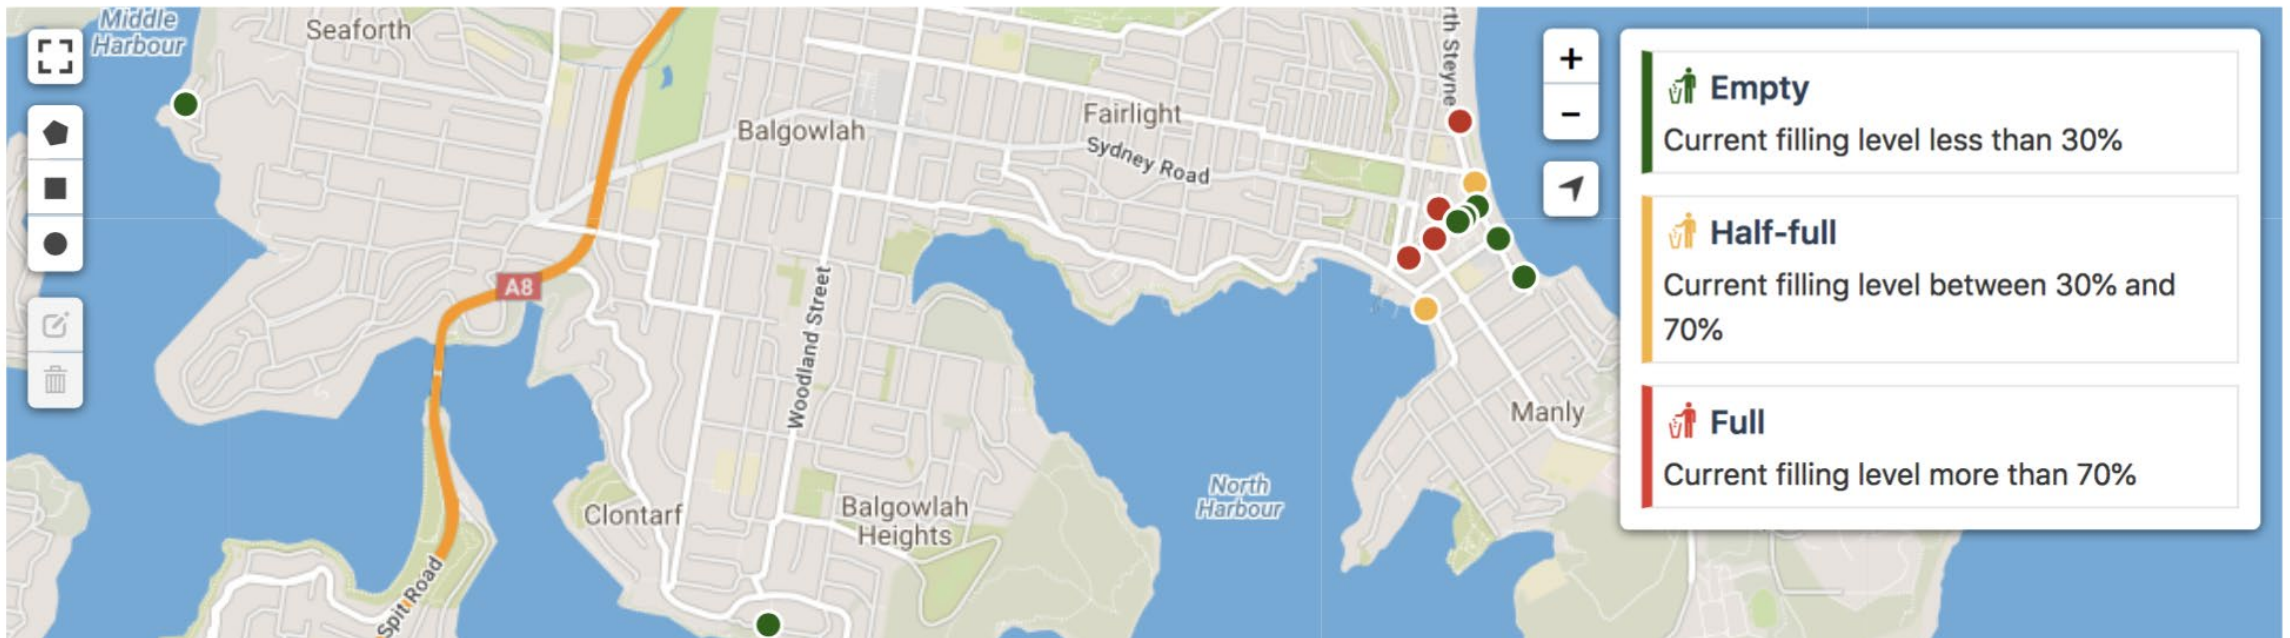 Middle
Harbour
Seaforth
Balgowlah
Fairlight
Sydney Road
rth Steyne
A8
Woodland Street
Manly
North
Harbour
Clontarf
Balgowlah
Heights
Spit Road
+
−
Empty
Current filling level less than 30%
Half-full
Current filling level between 30% and
70%
Full
Current filling level more than 70%